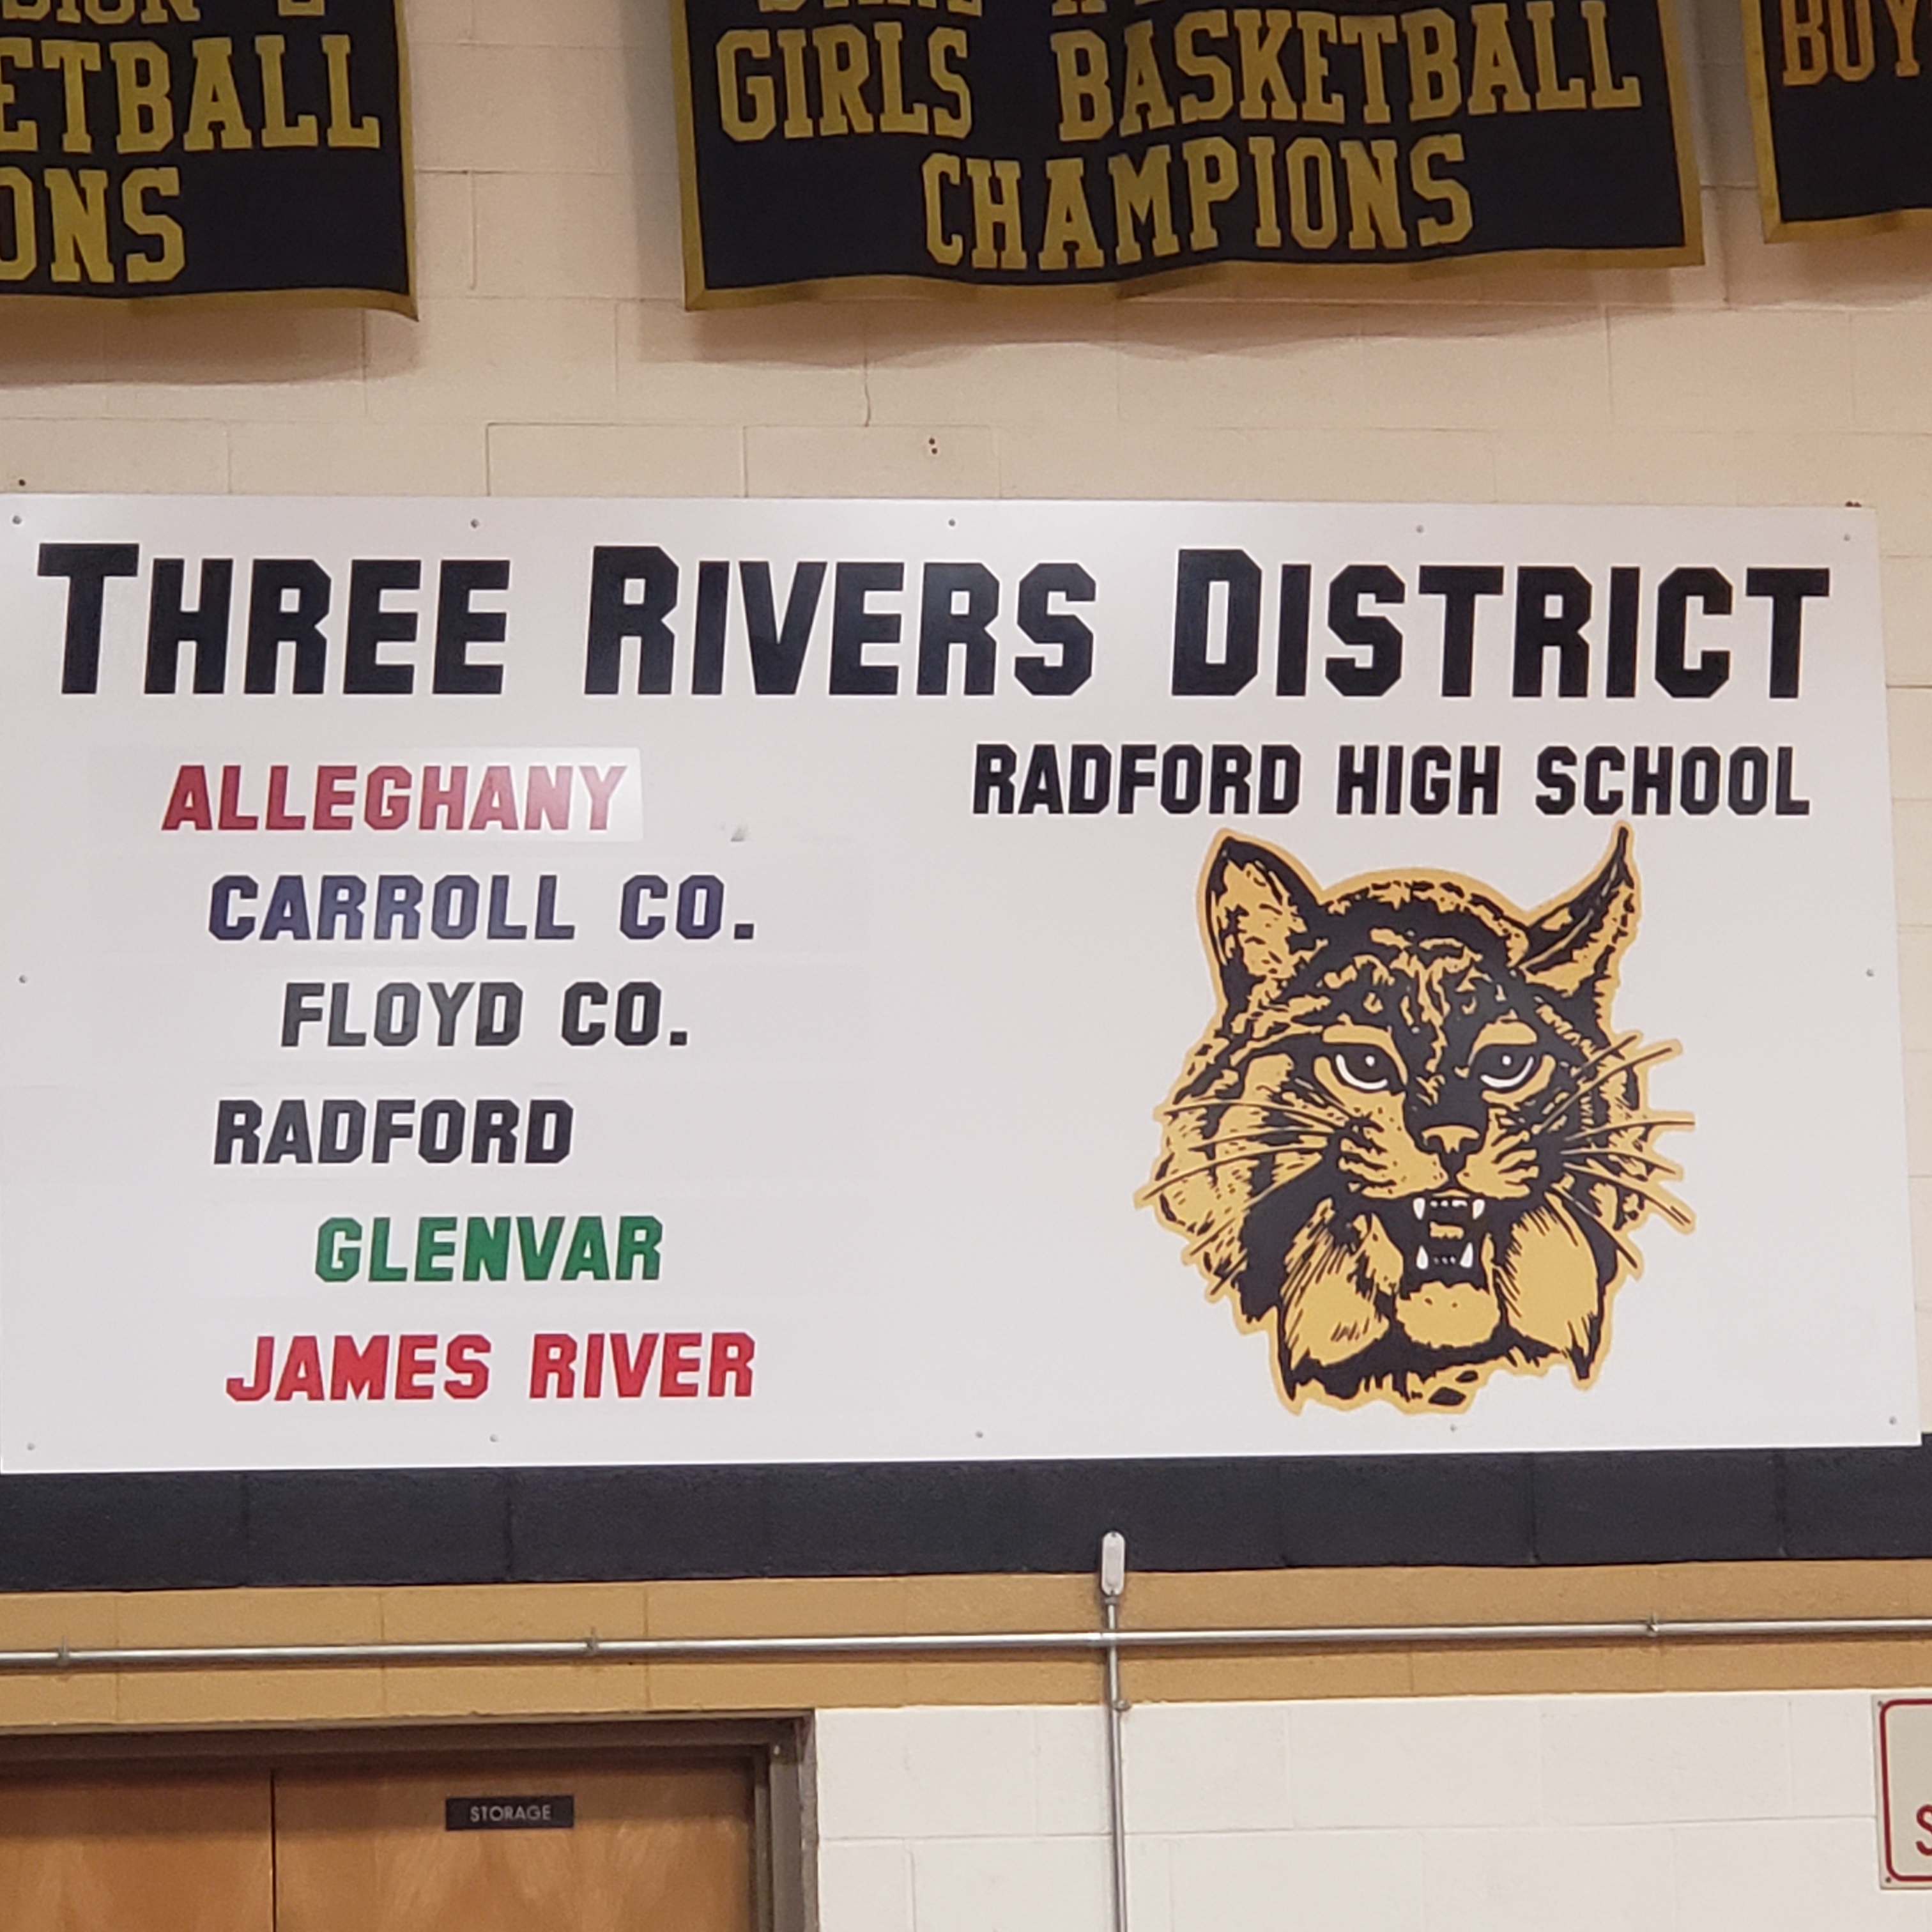 ETBALL
ONS
GIRLS BASKETBALL
CHAMPIONS
THREE RIVERS DISTRICT
RADFORD HIGH SCHOOL
ALLEGHANY
CARROLL CO.
FLOYD CO.
RADFORD
GLENVAR
JAMES RIVER
STORAGE